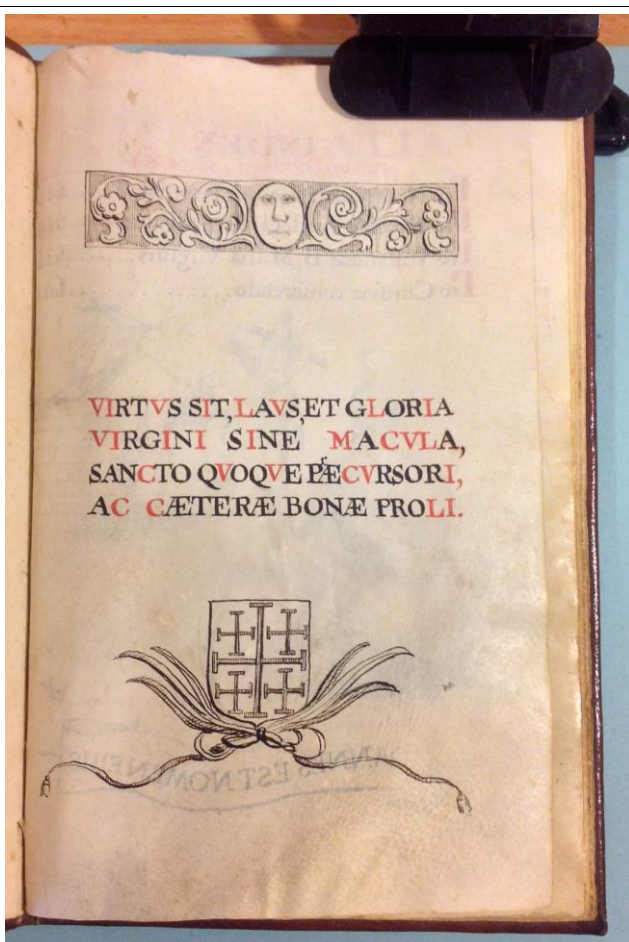 VIRTVS SIT, LAVS, ET GLORIA
VIRGINI SINE MACVLA,
SANCTO QVOQVE PʳÆCVRSORI,
AC CÆTERÆ BONÆ PROLI.